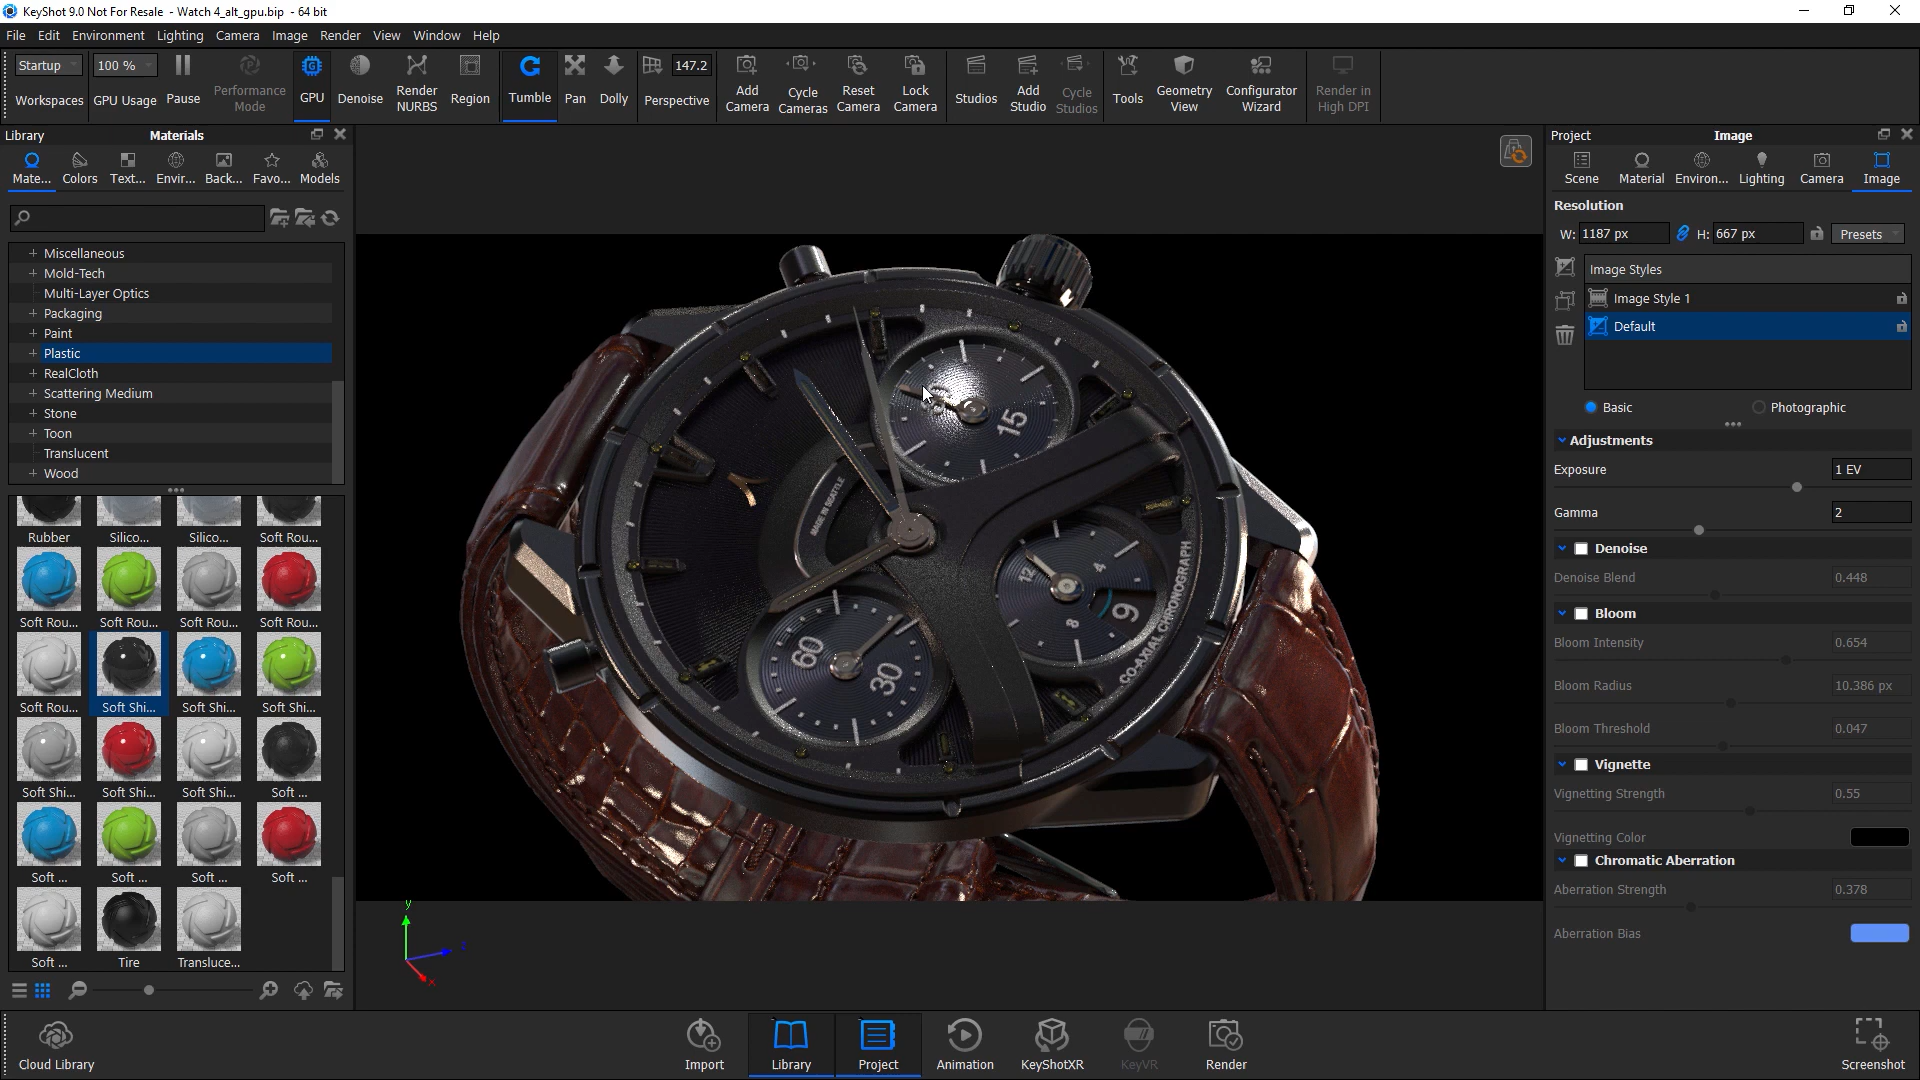 KeyShot 9.0 Not For Resale - Watch 4_alt_gpu.bip - 64 bit
File Edit Environment Lighting Camera Image Render View Window Help
Startup 100 % 147.2
Workspaces GPU Usage Pause Performance Mode GPU Denoise Render NURBS Region Tumble Pan Dolly Perspective Add Camera Cycle Cameras Reset Camera Lock Camera Studios Add Studio Cycle Studios Tools Geometry View Configurator Wizard Render in High DPI
Library Materials
Mate... Colors Text... Envir... Back... Favo... Models
+ Miscellaneous
+ Mold-Tech
Multi-Layer Optics
+ Packaging
+ Paint
+ Plastic
+ RealCloth
+ Scattering Medium
+ Stone
+ Toon
Translucent
+ Wood
Rubber Silico... Silico... Soft Rou...
Soft Rou... Soft Rou... Soft Rou... Soft Rou...
Soft Rou... Soft Shi... Soft Shi... Soft Shi...
Soft Shi... Soft Shi... Soft Shi... Soft ...
Soft ... Soft ... Soft ... Soft ...
Soft ... Tire Transluce...
15
MADE IN SEATTLE
12 4 8 9
CO-AXIAL CHRONOGRAPH
60 30
y
z
x
Project Image
Scene Material Environ... Lighting Camera Image
Resolution
W: 1187 px H: 667 px Presets
Image Styles
Image Style 1
Default
Basic Photographic
Adjustments
Exposure 1 EV
Gamma 2
Denoise
Denoise Blend 0.448
Bloom
Bloom Intensity 0.654
Bloom Radius 10.386 px
Bloom Threshold 0.047
Vignette
Vignetting Strength 0.55
Vignetting Color
Chromatic Aberration
Aberration Strength 0.378
Aberration Bias
Cloud Library Import Library Project Animation KeyShotXR KeyVR Render Screenshot